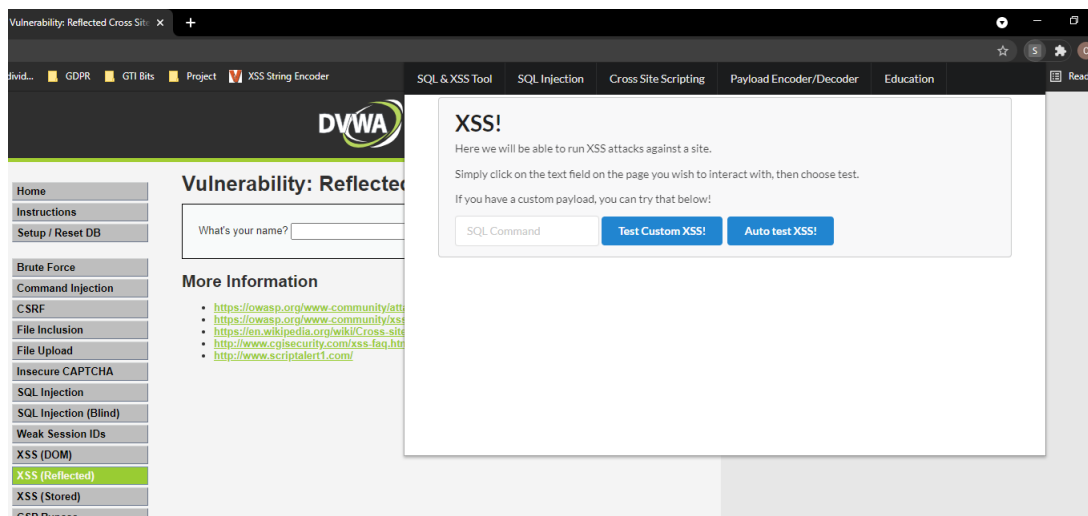 Vulnerability: Reflected Cross Site
GDPR
GTI Bits
Project
XSS String Encoder
Read
SQL & XSS Tool
SQL Injection
Cross Site Scripting
Payload Encoder/Decoder
Education
DVWA
XSS!
Here we will be able to run XSS attacks against a site.
Simply click on the text field on the page you wish to interact with, then choose test.
If you have a custom payload, you can try that below!
SQL Command
Test Custom XSS!
Auto test XSS!
Home
Instructions
Setup / Reset DB
Brute Force
Command Injection
CSRF
File Inclusion
File Upload
Insecure CAPTCHA
SQL Injection
SQL Injection (Blind)
Weak Session IDs
XSS (DOM)
XSS (Reflected)
XSS (Stored)
CSP Bypass
Vulnerability: Reflected
What's your name?
More Information
https://owasp.org/www-community/att
https://owasp.org/www-community/xss
https://en.wikipedia.org/wiki/Cross-site
http://www.cgisecurity.com/xss-faq.htm
http://www.scriptalert1.com/